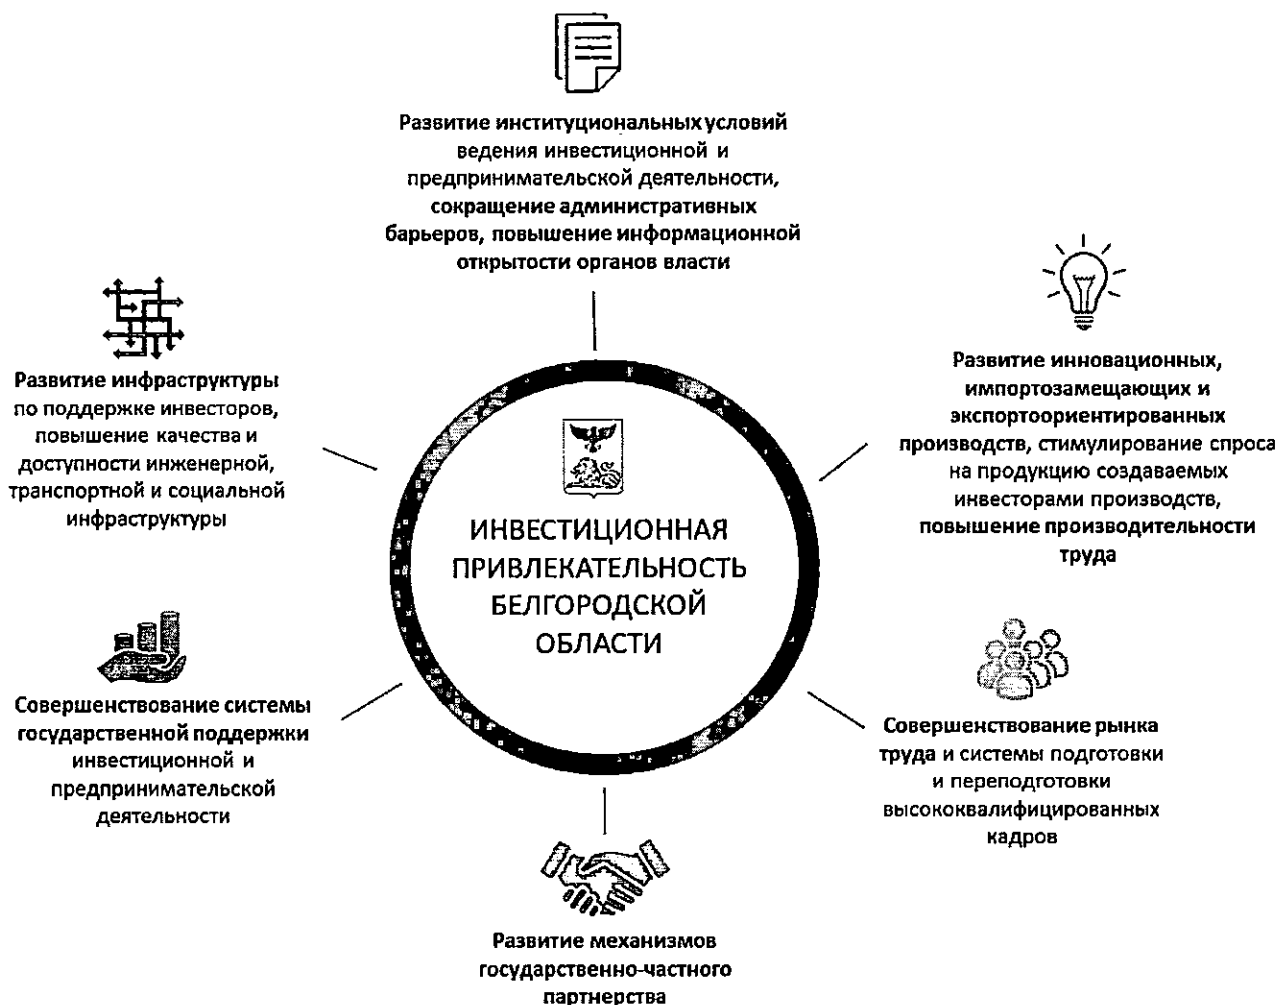 Развитие институциональных условий
ведения инвестиционной и
предпринимательской деятельности,
сокращение административных
барьеров, повышение информационной
открытости органов власти
Развитие инфраструктуры
по поддержке инвесторов,
повышение качества и
доступности инженерной,
транспортной и социальной
инфраструктуры
Развитие инновационных,
импортозамещающих и
экспортоориентированных
производств, стимулирование спроса
на продукцию создаваемых
инвесторами производств,
повышение производительности
труда
ИНВЕСТИЦИОННАЯ
ПРИВЛЕКАТЕЛЬНОСТЬ
БЕЛГОРОДСКОЙ
ОБЛАСТИ
Совершенствование системы
государственной поддержки
инвестиционной и
предпринимательской
деятельности
Совершенствование рынка
труда и системы подготовки
и переподготовки
высококвалифицированных
кадров
Развитие механизмов
государственно-частного
партнерства